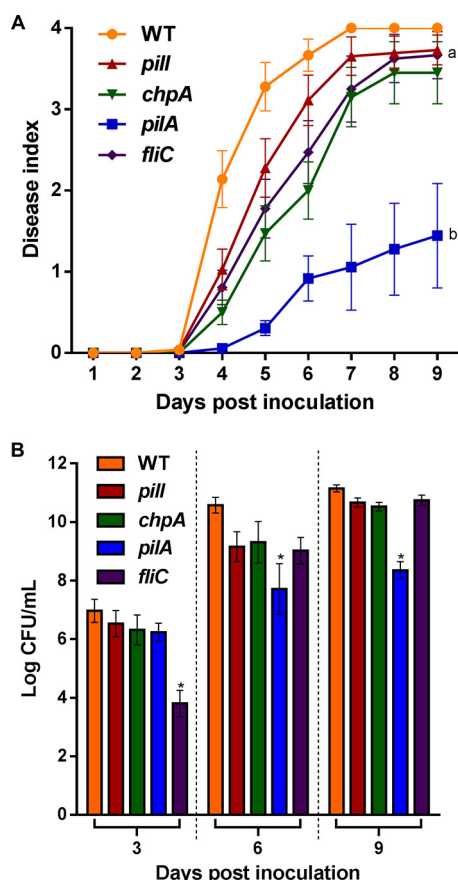 A
WT
pilI
chpA
pilA
fliC
Disease index
4
3
2
1
0
a
b
1 2 3 4 5 6 7 8 9
Days post inoculation
B
WT
pilI
chpA
pilA
fliC
Log CFU/mL
12
10
8
6
4
2
0
*
*
*
3 6 9
Days post inoculation